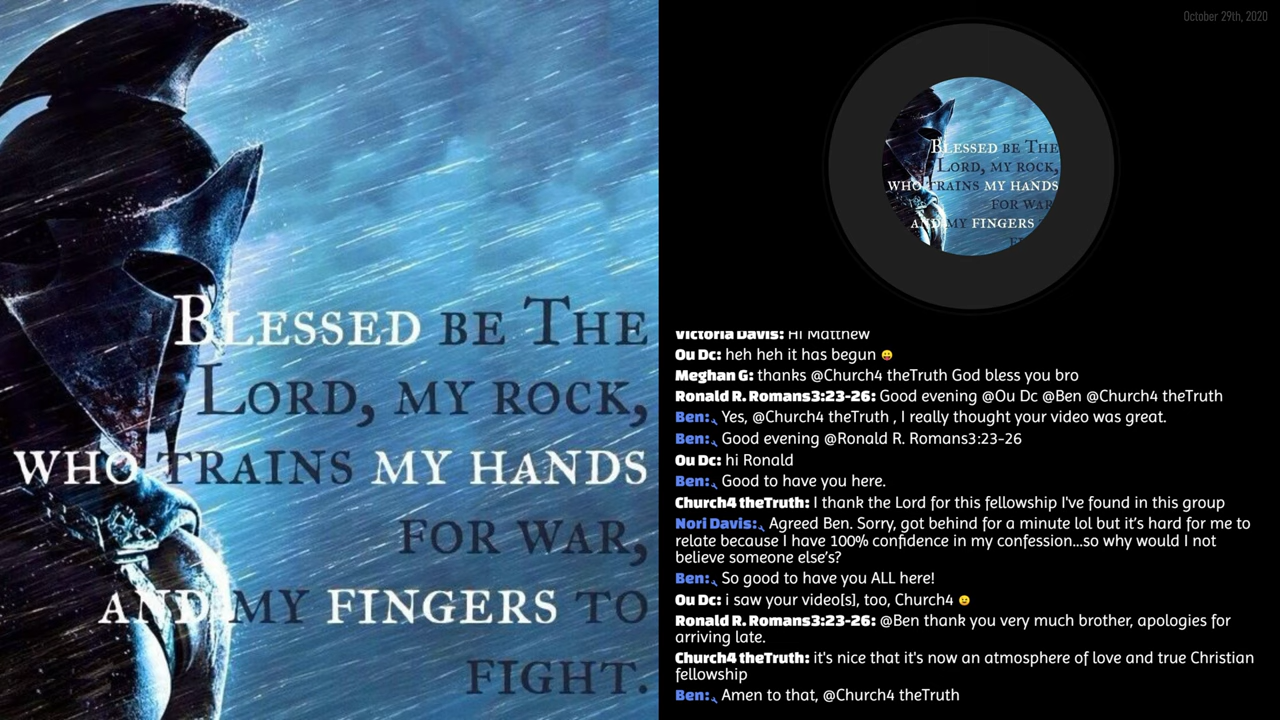 Blessed be The
Lord, my rock,
who trains my hands
for war,
and my fingers to
fight.
October 29th, 2020
Blessed be The
Lord, my rock,
who trains my hands
for war
and my fingers
Victoria Davis: Hi Matthew
Ou Dc: heh heh it has begun 😛
Meghan G: thanks @Church4 theTruth God bless you bro
Ronald R. Romans3:23-26: Good evening @Ou Dc @Ben @Church4 theTruth
Ben: Yes, @Church4 theTruth , I really thought your video was great.
Ben: Good evening @Ronald R. Romans3:23-26
Ou Dc: hi Ronald
Ben: Good to have you here.
Church4 theTruth: I thank the Lord for this fellowship I've found in this group
Nori Davis: Agreed Ben. Sorry, got behind for a minute lol but it's hard for me to
relate because I have 100% confidence in my confession...so why would I not
believe someone else's?
Ben: So good to have you ALL here!
Ou Dc: i saw your video[s], too, Church4 🙂
Ronald R. Romans3:23-26: @Ben thank you very much brother, apologies for
arriving late.
Church4 theTruth: it's nice that it's now an atmosphere of love and true Christian
fellowship
Ben: Amen to that, @Church4 theTruth